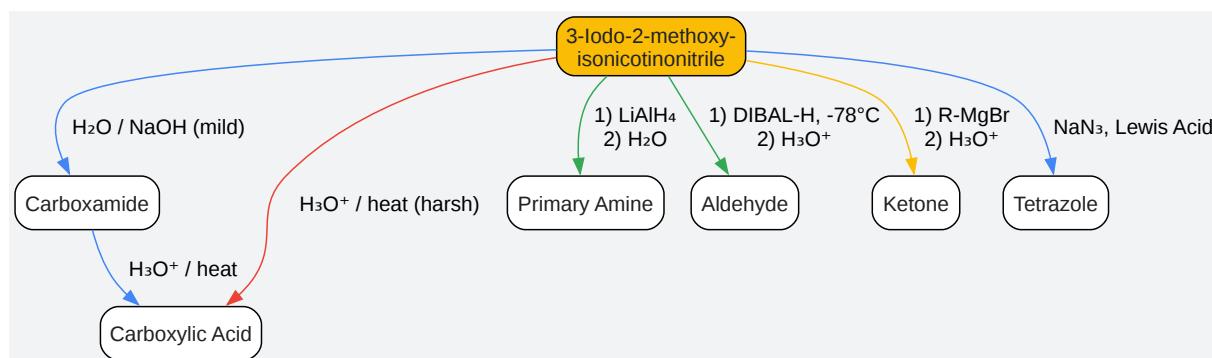 3-Iodo-2-methoxy-
isonicotinonitrile
H₂O / NaOH (mild)
1) LiAlH₄
2) H₂O
1) DIBAL-H, -78°C
2) H₃O⁺
1) R-MgBr
2) H₃O⁺
NaN₃, Lewis Acid
Carboxamide
H₃O⁺ / heat (harsh)
Primary Amine
Aldehyde
Ketone
Tetrazole
H₃O⁺ / heat
Carboxylic Acid